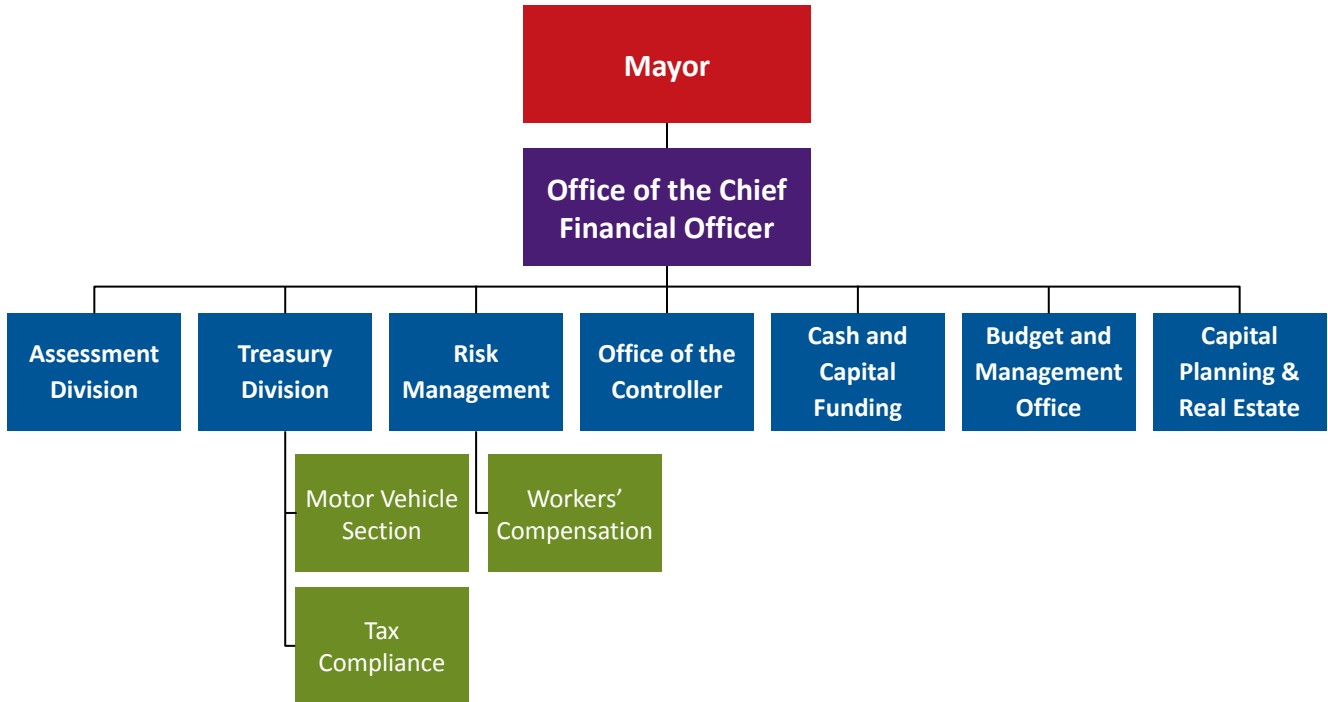 Mayor
Office of the Chief
Financial Officer
Assessment
Division
Treasury
Division
Risk
Management
Office of the
Controller
Cash and
Capital
Funding
Budget and
Management
Office
Capital
Planning &
Real Estate
Motor Vehicle
Section
Workers’
Compensation
Tax
Compliance